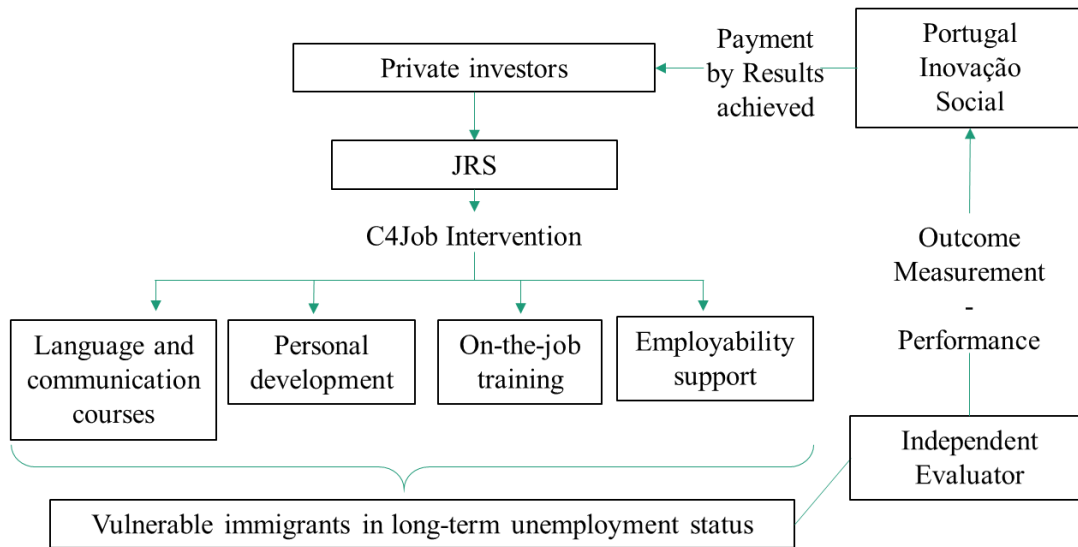 Private investors
Payment
by Results
achieved
Portugal
Inovação
Social
JRS
C4Job Intervention
Outcome
Measurement
-
Performance
Language and
communication
courses
Personal
development
On-the-job
training
Employability
support
Independent
Evaluator
Vulnerable immigrants in long-term unemployment status